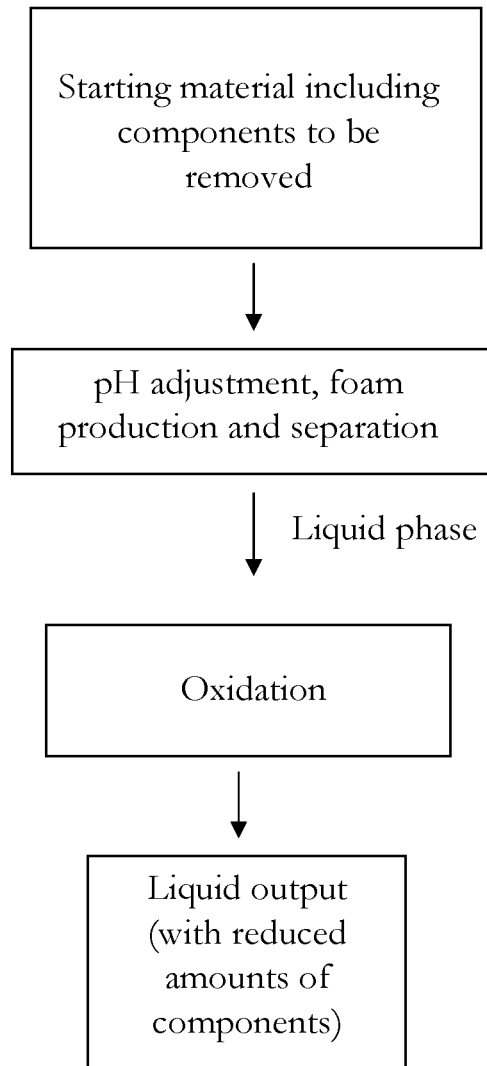 Starting material including
components to be
removed
pH adjustment, foam
production and separation
Liquid phase
Oxidation
Liquid output
(with reduced
amounts of
components)